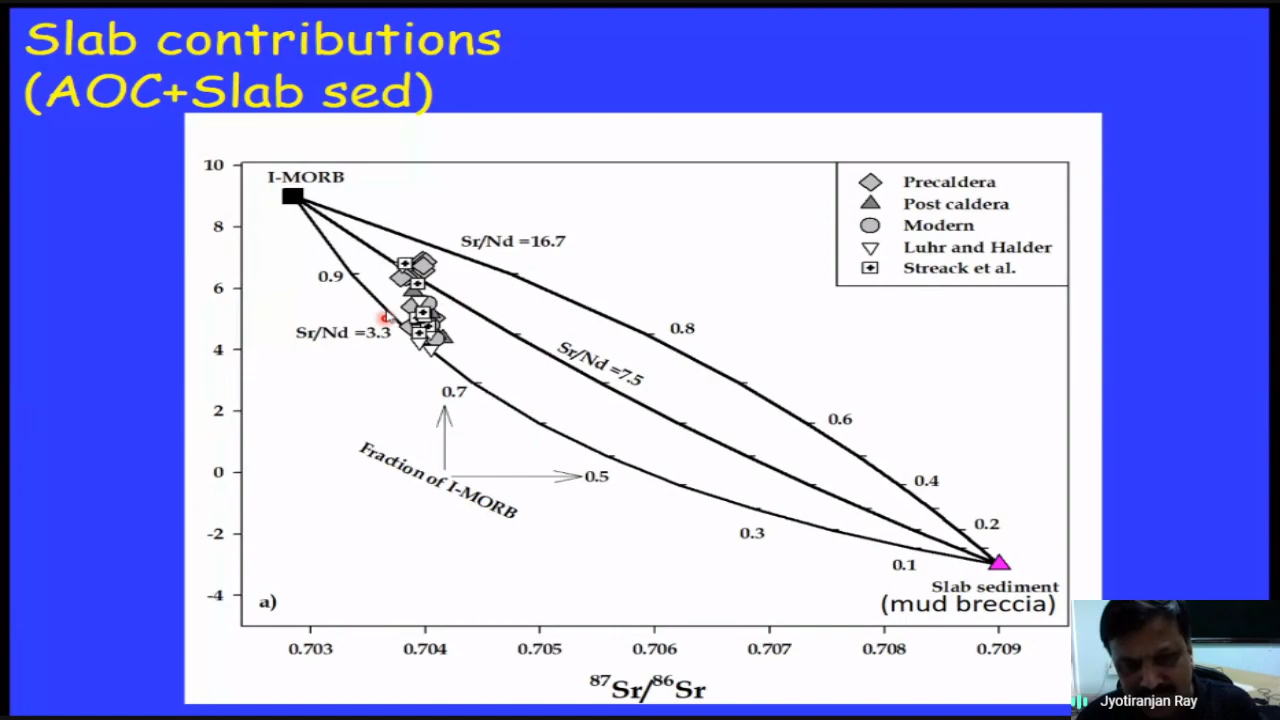 Slab contributions
(AOC+Slab sed)
10
8
6
4
2
0
-2
-4
I-MORB
Precaldera
Post caldera
Modern
Luhr and Halder
Streack et al.
Sr/Nd =16.7
0.9
Sr/Nd =3.3
Sr/Nd =7.5
0.8
0.7
0.6
Fraction of I-MORB
0.5
0.4
0.3
0.2
0.1
Slab sediment
(mud breccia)
a)
0.703
0.704
0.705
0.706
0.707
0.708
0.709
⁸⁷Sr/⁸⁶Sr
Jyotiranjan Ray